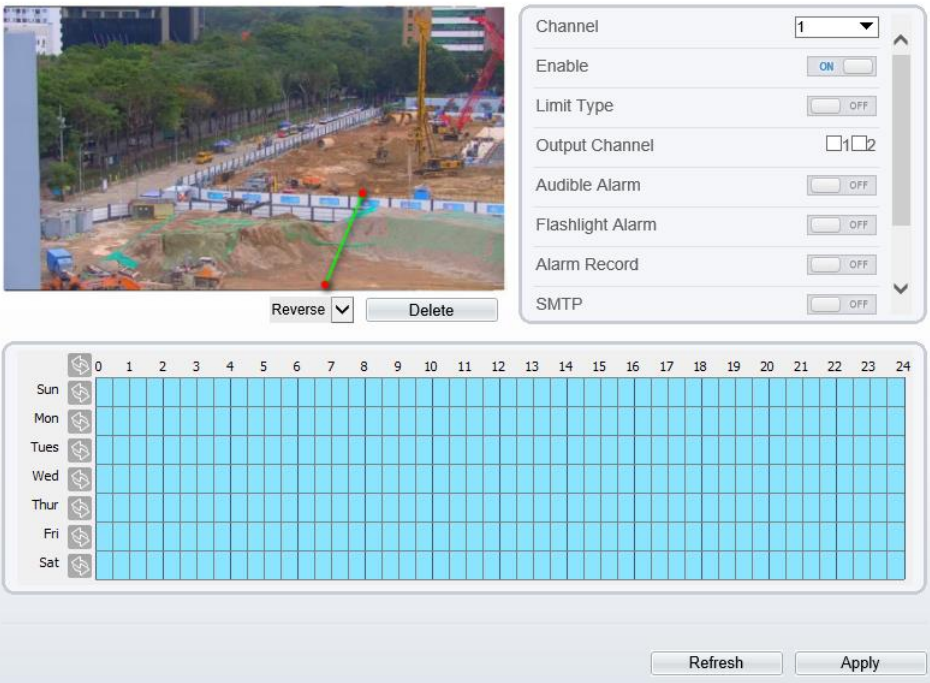 Channel 1
Enable ON
Limit Type OFF
Output Channel 1 2
Audible Alarm OFF
Flashlight Alarm OFF
Alarm Record OFF
SMTP OFF
Reverse Delete
0 1 2 3 4 5 6 7 8 9 10 11 12 13 14 15 16 17 18 19 20 21 22 23 24
Sun
Mon
Tues
Wed
Thur
Fri
Sat
Refresh Apply